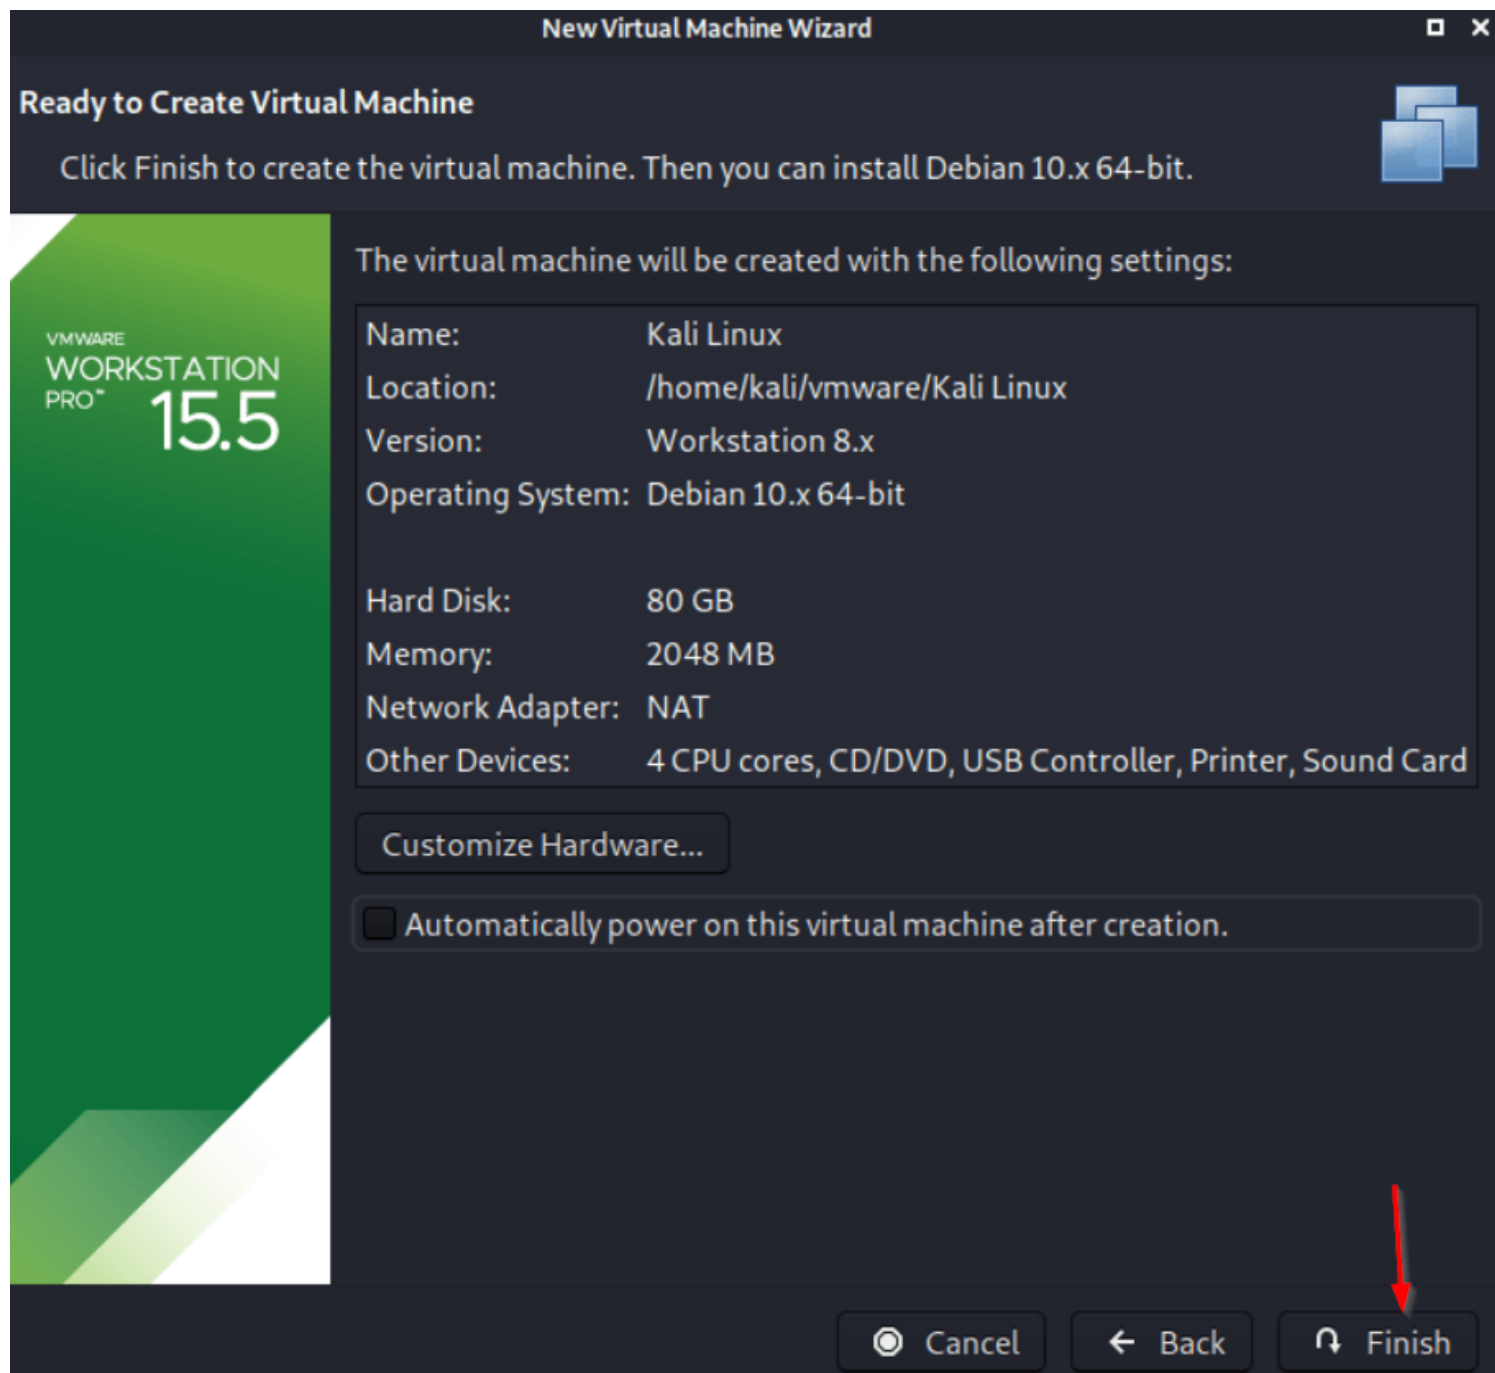 New Virtual Machine Wizard
Ready to Create Virtual Machine
Click Finish to create the virtual machine. Then you can install Debian 10.x 64-bit.
VMWARE
WORKSTATION
PRO™ 15.5
The virtual machine will be created with the following settings:
Name: Kali Linux
Location: /home/kali/vmware/Kali Linux
Version: Workstation 8.x
Operating System: Debian 10.x 64-bit
Hard Disk: 80 GB
Memory: 2048 MB
Network Adapter: NAT
Other Devices: 4 CPU cores, CD/DVD, USB Controller, Printer, Sound Card
Customize Hardware...
Automatically power on this virtual machine after creation.
Cancel Back Finish